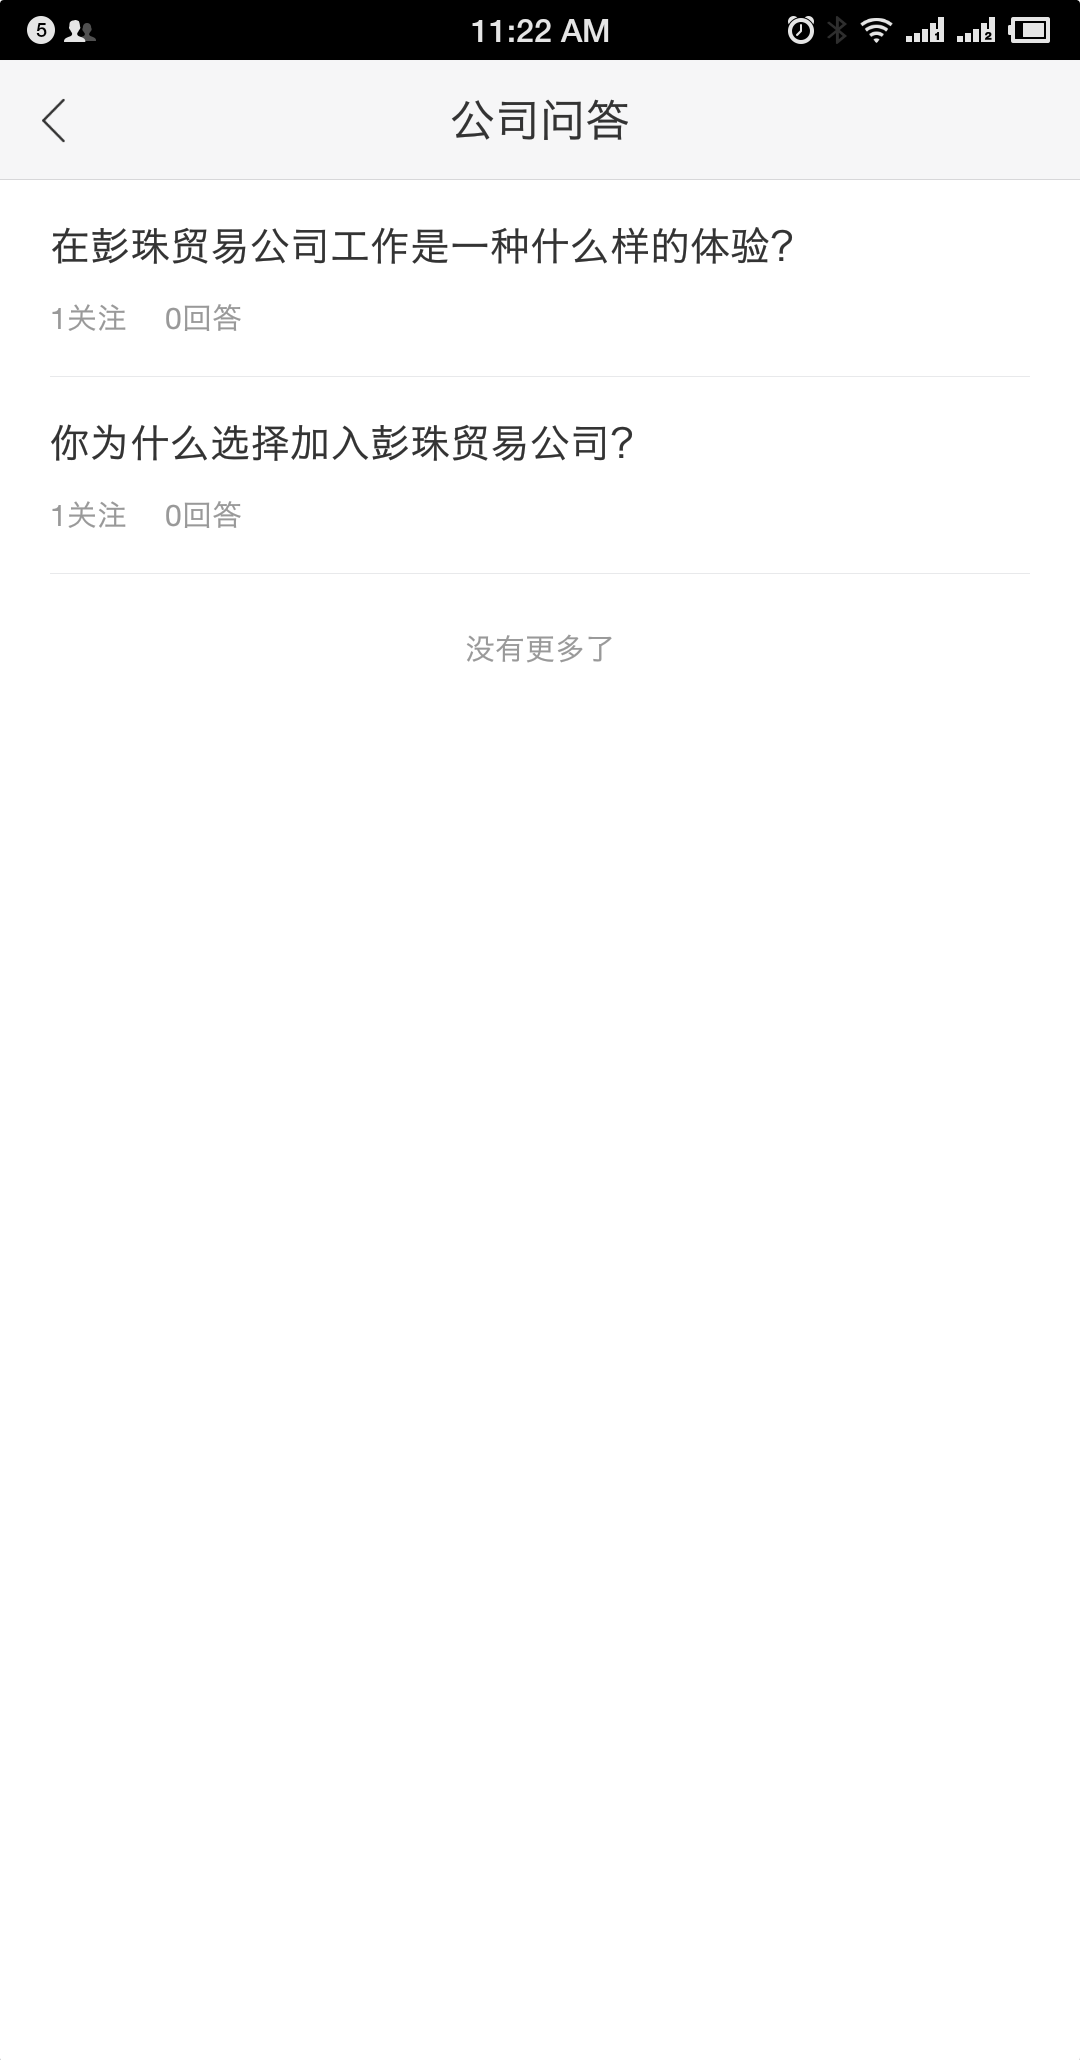 5
11:22 AM
1
2
公司问答
在彭珠贸易公司工作是一种什么样的体验?
1关注 0回答
你为什么选择加入彭珠贸易公司?
1关注 0回答
没有更多了